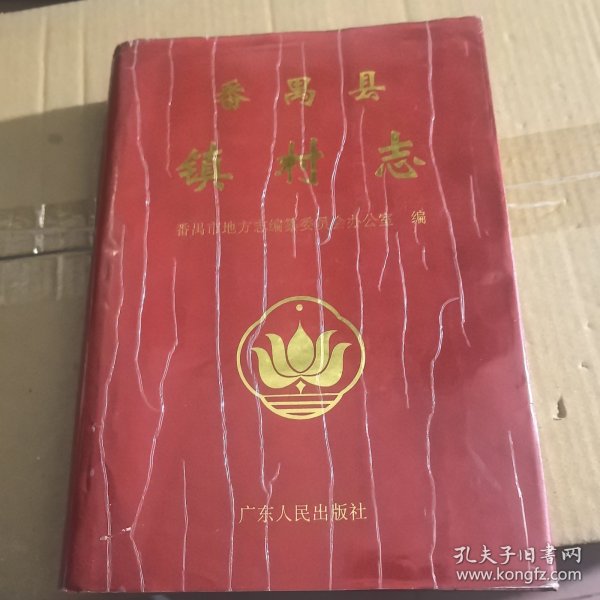 番禺县
镇村志
番禺市地方志编纂委员会办公室 编
广东人民出版社
孔夫子旧书网
www.kongfz.com